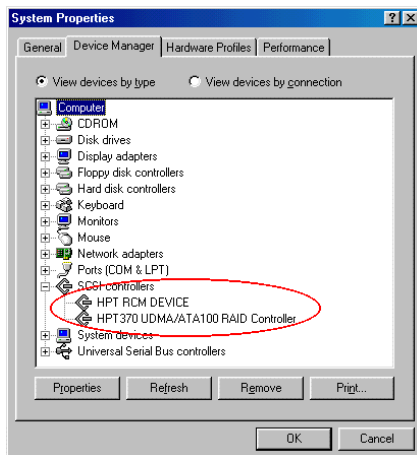 System Properties
General Device Manager Hardware Profiles Performance
View devices by type View devices by connection
Computer
CDROM
Disk drives
Display adapters
Floppy disk controllers
Hard disk controllers
Keyboard
Monitors
Mouse
Network adapters
Ports (COM & LPT)
SCSI controllers
HPT RCM DEVICE
HPT370 UDMA/ATA100 RAID Controller
System devices
Universal Serial Bus controllers
Properties Refresh Remove Print...
OK Cancel